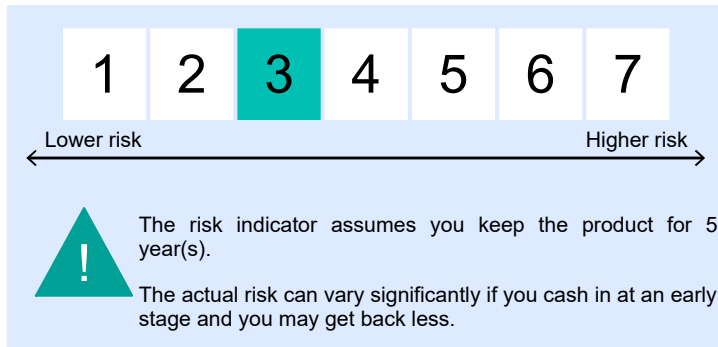 1 2 3 4 5 6 7
Lower risk Higher risk
!
The risk indicator assumes you keep the product for 5
year(s).
The actual risk can vary significantly if you cash in at an early
stage and you may get back less.